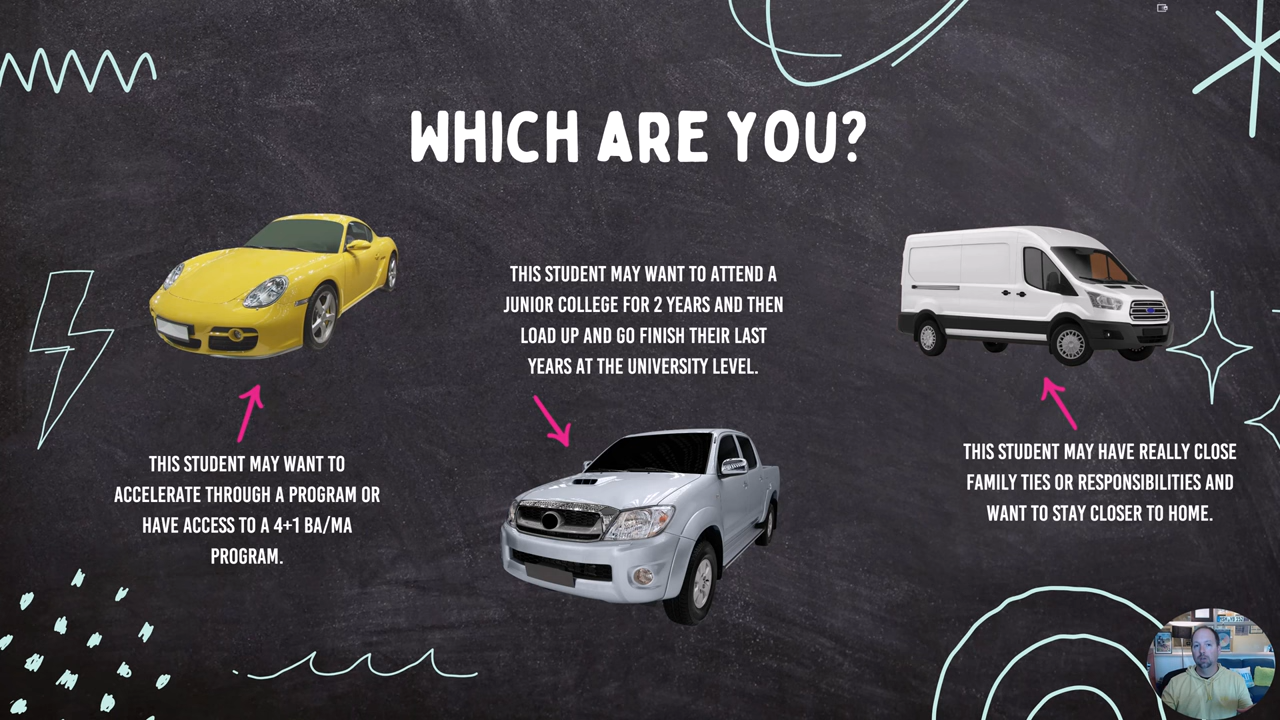 WHICH ARE YOU?
THIS STUDENT MAY WANT TO
ACCELERATE THROUGH A PROGRAM OR
HAVE ACCESS TO A 4+1 BA/MA
PROGRAM.
THIS STUDENT MAY WANT TO ATTEND A
JUNIOR COLLEGE FOR 2 YEARS AND THEN
LOAD UP AND GO FINISH THEIR LAST
YEARS AT THE UNIVERSITY LEVEL.
THIS STUDENT MAY HAVE REALLY CLOSE
FAMILY TIES OR RESPONSIBILITIES AND
WANT TO STAY CLOSER TO HOME.